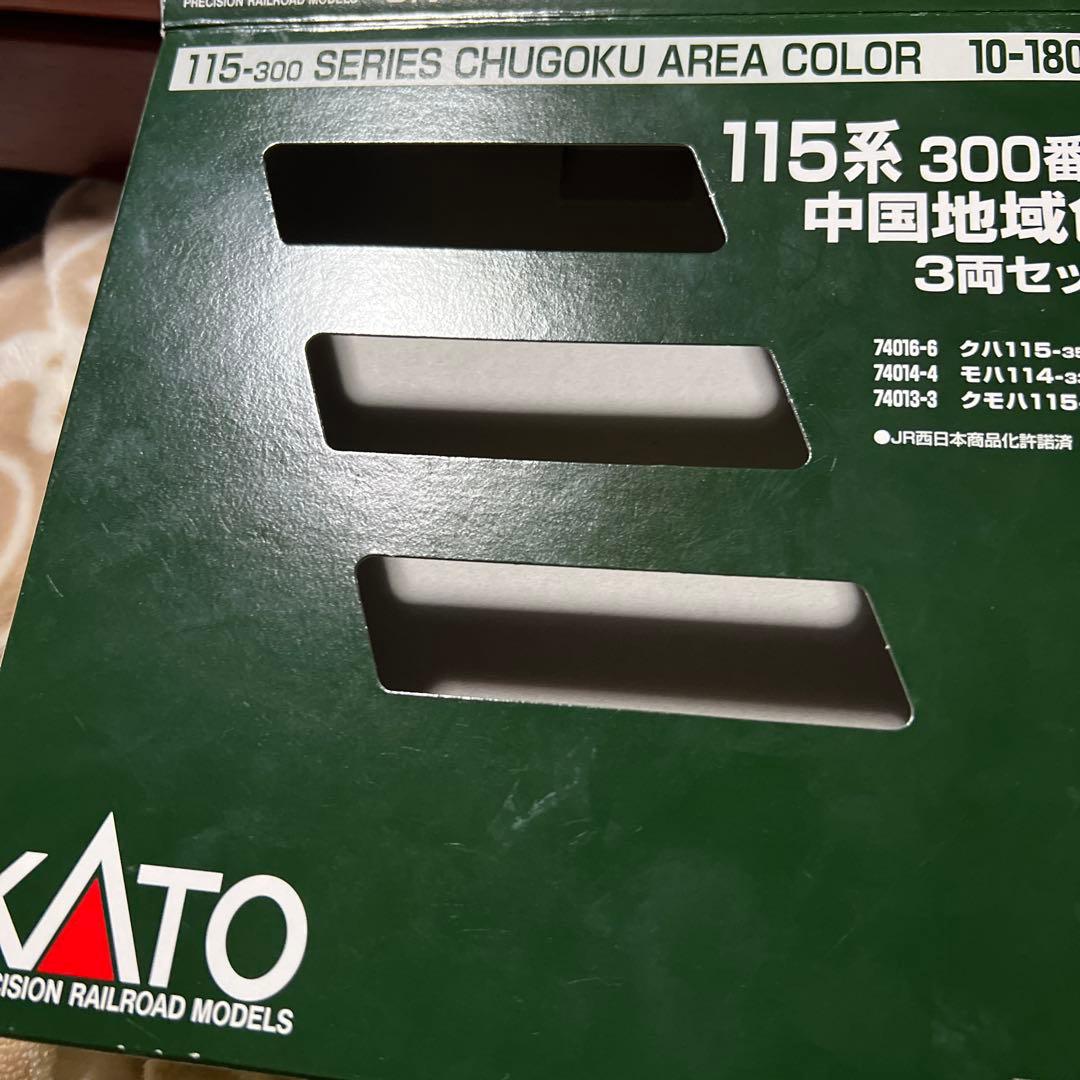 PRECISION RAILROAD MODELS
115-300 SERIES CHUGOKU AREA COLOR 10-180
115系 300番
中国地域
3両セッ
74016-6 クハ115-
74014-4 モハ114-
74013-3 クモハ115-
●JR西日本商品化許諾済
KATO
CISION RAILROAD MODELS